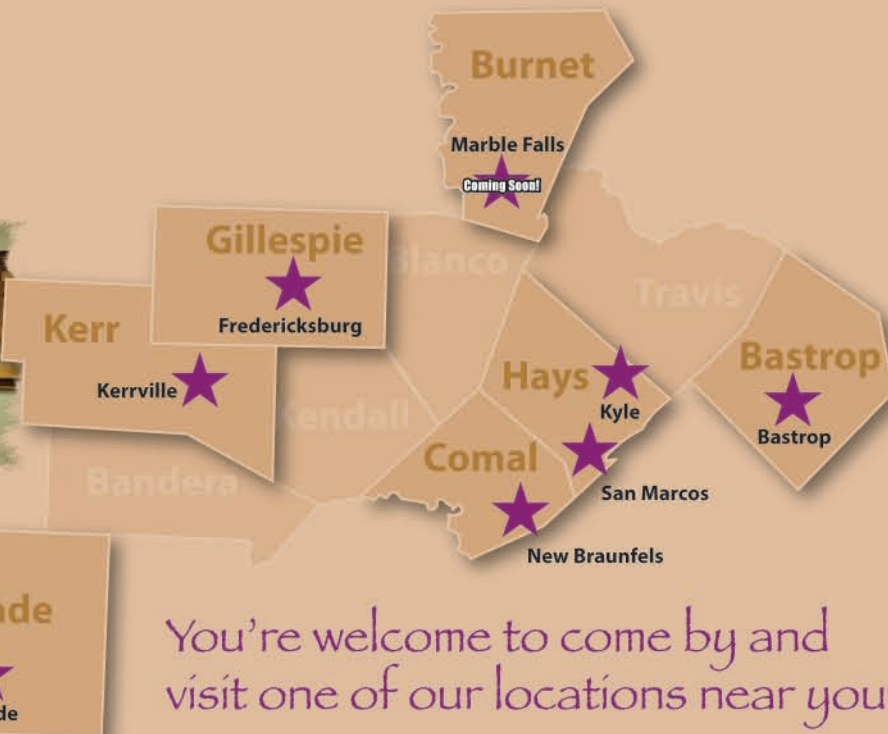 Burnet
Marble Falls
Coming Soon!
Gillespie
Blanco
Fredericksburg
Travis
Kerr
Kerrville
Kendall
Bandera
Hays
Kyle
Bastrop
Bastrop
Comal
San Marcos
New Braunfels
You're welcome to come by and
visit one of our locations near you